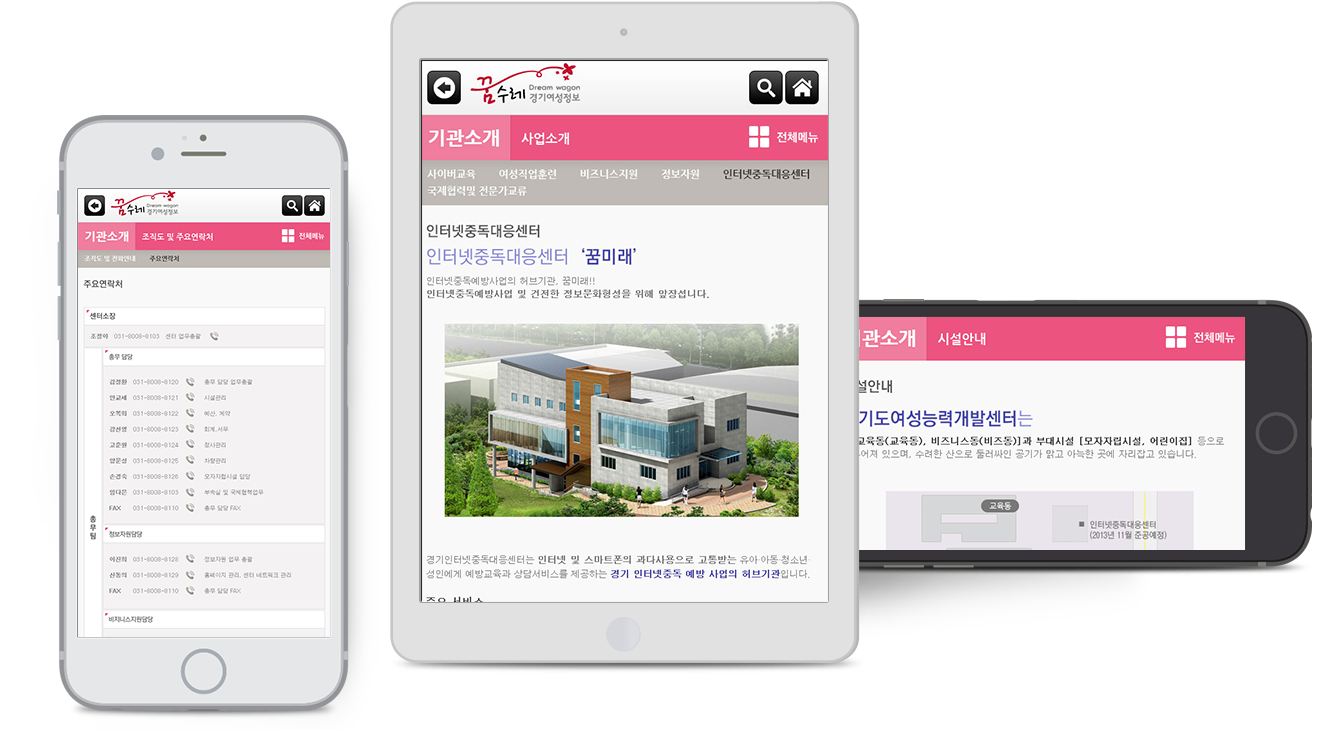 꿈수레
Dream wagon
경기여성정보
기관소개 조직도 및 주요연락처 전체메뉴
조직도 및 전화안내 주요연락처
주요연락처
센터소장
031-8008-8103 센터 업무총괄
총무 담당
031-8008-8120 총무 담당 업무총괄
안교세 031-8008-8121 시설관리
오복희 031-8008-8122 예산, 계약
김선영 031-8008-8123 회계,서무
고준원 031-8008-8124 청사관리
031-8008-8125 차량관리
손경숙 031-8008-8126 모자자립시설 담당
031-8008-8103 부속실 및 국제협력업무
FAX 031-8008-8110 총무 담당 FAX
총무팀
정보자원담당
이찬희 031-8008-8128 정보자원 업무 총괄
신동의 031-8008-8129 홈페이지 관리, 센터 네트워크 관리
FAX 031-8008-8110 총무 담당 FAX
비지니스지원담당
꿈수레
Dream wagon
경기여성정보
기관소개 사업소개 전체메뉴
사이버교육 여성직업훈련 비즈니스지원 정보자원 인터넷중독대응센터
국제협력및 전문가교류
인터넷중독대응센터
인터넷중독대응센터 ‘꿈미래’
인터넷중독예방사업의 허브기관, 꿈미래!!
인터넷중독예방사업 및 건전한 정보문화형성을 위해 앞장섭니다.
경기인터넷중독대응센터는 인터넷 및 스마트폰의 과다사용으로 고통받는 유아·아동·청소년·
성인에게 예방교육과 상담서비스를 제공하는 경기 인터넷중독 예방 사업의 허브기관입니다.
주요 서비스
관소개 시설안내 전체메뉴
설안내
기도여성능력개발센터는
교육동(교육동), 비즈니스동(비즈동)]과 부대시설 [모자자립시설, 어린이집] 등으로
어져 있으며, 수려한 산으로 둘러싸인 공기가 맑고 아늑한 곳에 자리잡고 있습니다.
교육동
인터넷중독대응센터
(2013년 11월 준공예정)